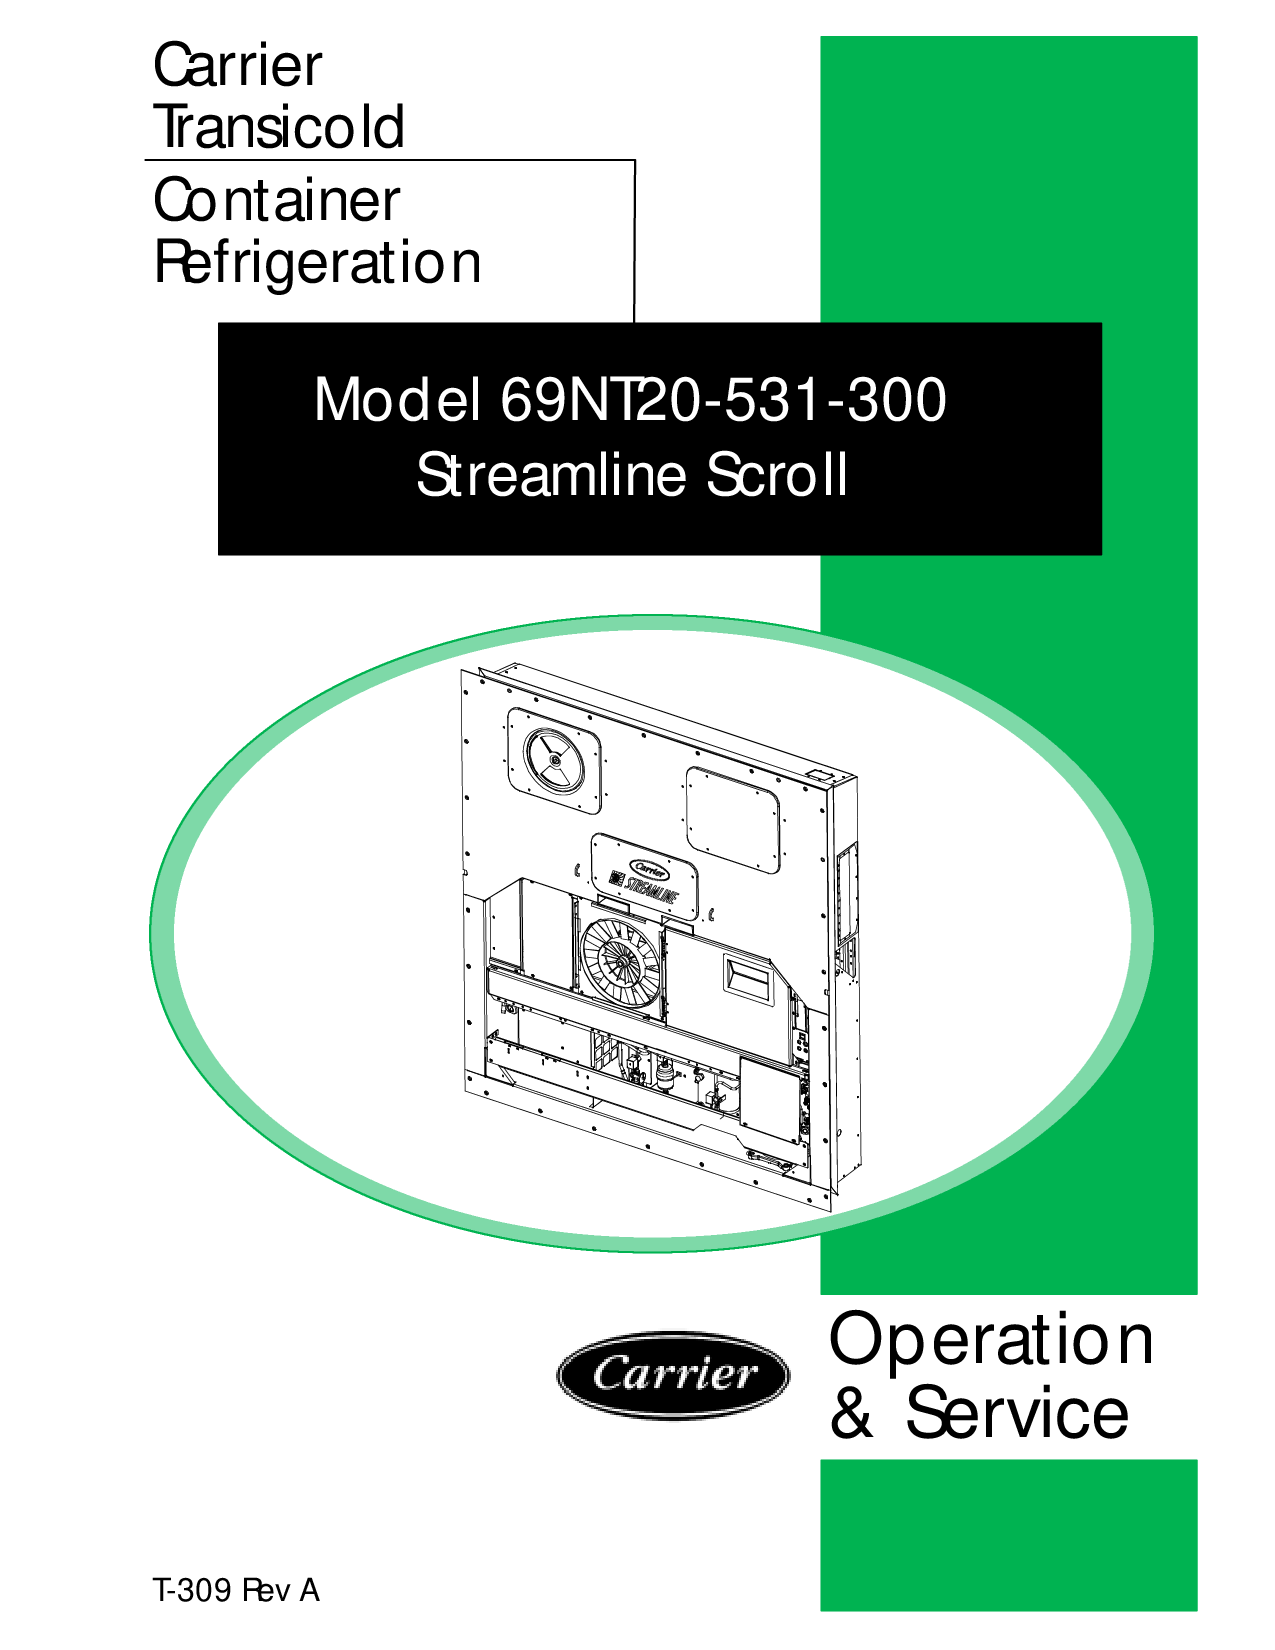 Carrier
Transicold
Container
Refrigeration
Model 69NT20-531-300
Streamline Scroll
Carrier
STREAMLINE
Carrier
Operation
& Service
T-309 Rev A